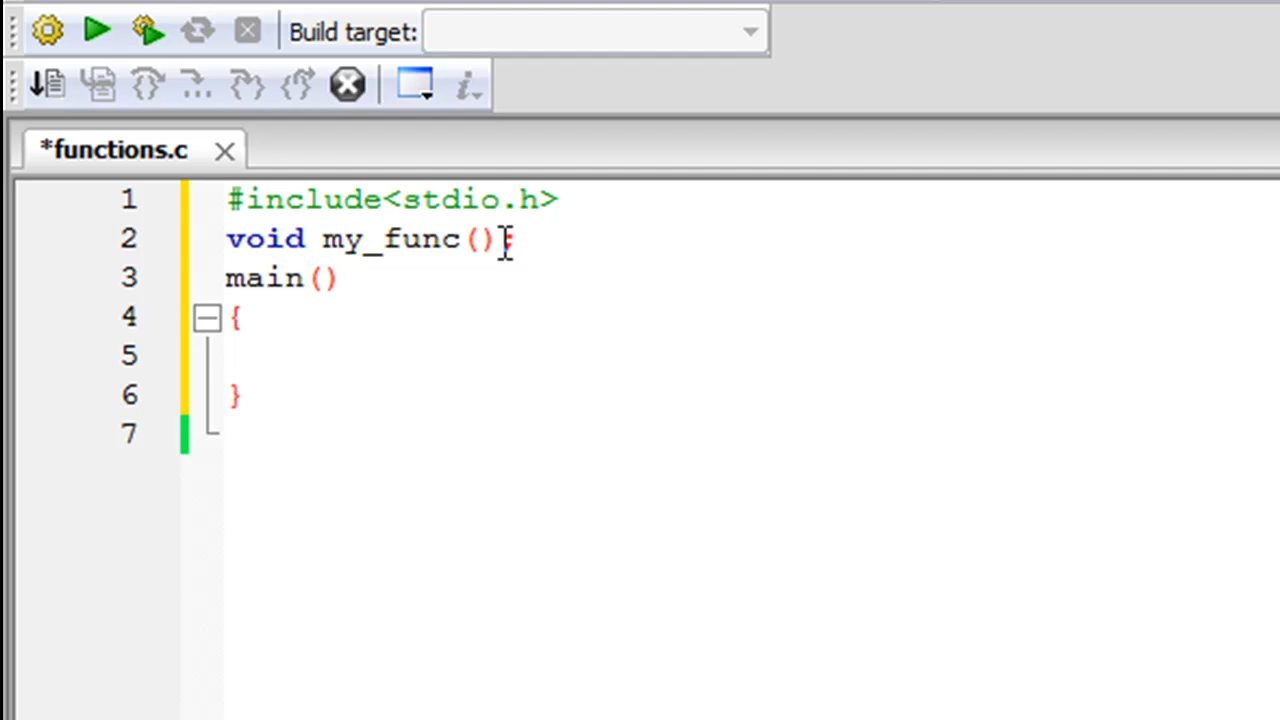 Build target:
*functions.c
1 #include<stdio.h>
2 void my_func();
3 main()
4 {
5
6 }
7